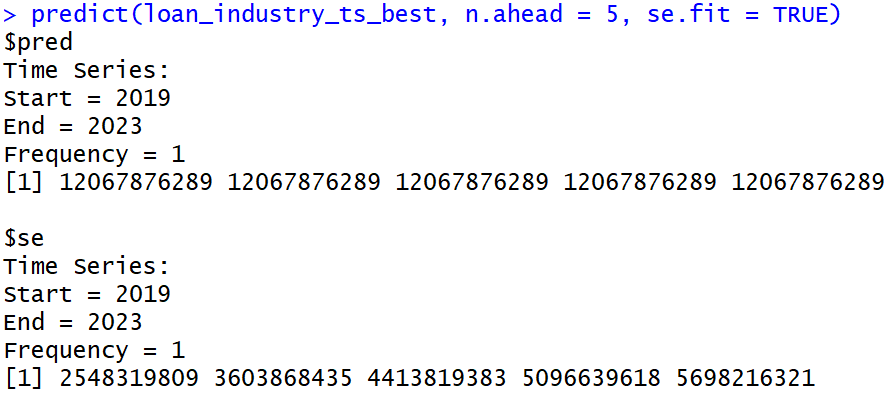 > predict(loan_industry_ts_best, n.ahead = 5, se.fit = TRUE)
$pred
Time Series:
Start = 2019
End = 2023
Frequency = 1
[1] 12067876289 12067876289 12067876289 12067876289 12067876289
$se
Time Series:
Start = 2019
End = 2023
Frequency = 1
[1] 2548319809 3603868435 4413819383 5096639618 5698216321